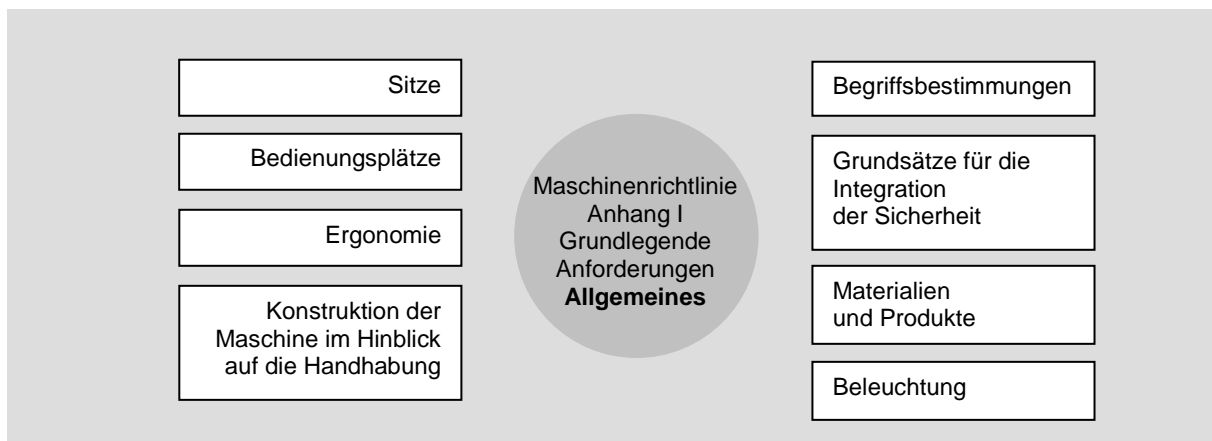 Sitze
Bedienungsplätze
Ergonomie
Konstruktion der
Maschine im Hinblick
auf die Handhabung
Maschinenrichtlinie
Anhang I
Grundlegende
Anforderungen
Allgemeines
Begriffsbestimmungen
Grundsätze für die
Integration
der Sicherheit
Materialien
und Produkte
Beleuchtung